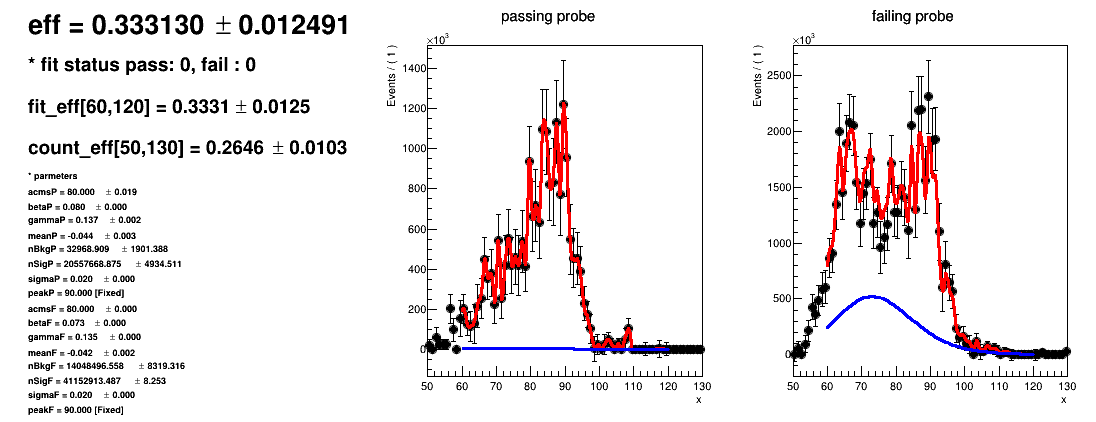 eff = 0.333130 ± 0.012491
* fit status pass: 0, fail : 0
fit_eff[60,120] = 0.3331 ± 0.0125
count_eff[50,130] = 0.2646 ± 0.0103
* parmeters
acmsP = 80.000 ± 0.019
betaP = 0.080 ± 0.000
gammaP = 0.137 ± 0.002
meanP = -0.044 ± 0.003
nBkgP = 32968.909 ± 1901.388
nSigP = 20557668.875 ± 4934.511
sigmaP = 0.020 ± 0.000
peakP = 90.000 [Fixed]
acmsF = 80.000 ± 0.000
betaF = 0.073 ± 0.000
gammaF = 0.135 ± 0.000
meanF = -0.042 ± 0.002
nBkgF = 14048496.558 ± 8319.316
nSigF = 41152913.487 ± 8.253
sigmaF = 0.020 ± 0.000
peakF = 90.000 [Fixed]
passing probe
×10³
Events / ( 1 )
1400
1200
1000
800
600
400
200
0
50 60 70 80 90 100 110 120 130
x
failing probe
×10³
Events / ( 1 )
2500
2000
1500
1000
500
0
50 60 70 80 90 100 110 120 130
x